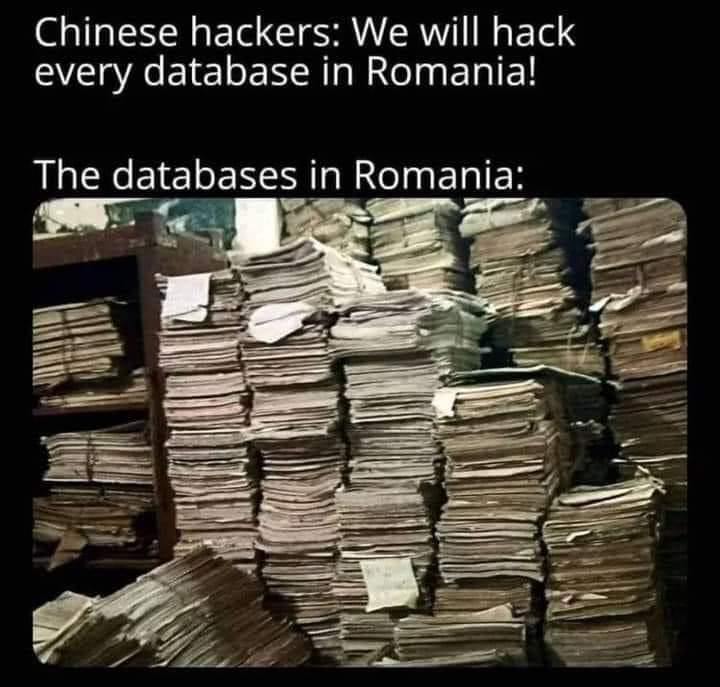 Chinese hackers: We will hack
every database in Romania!
The databases in Romania: